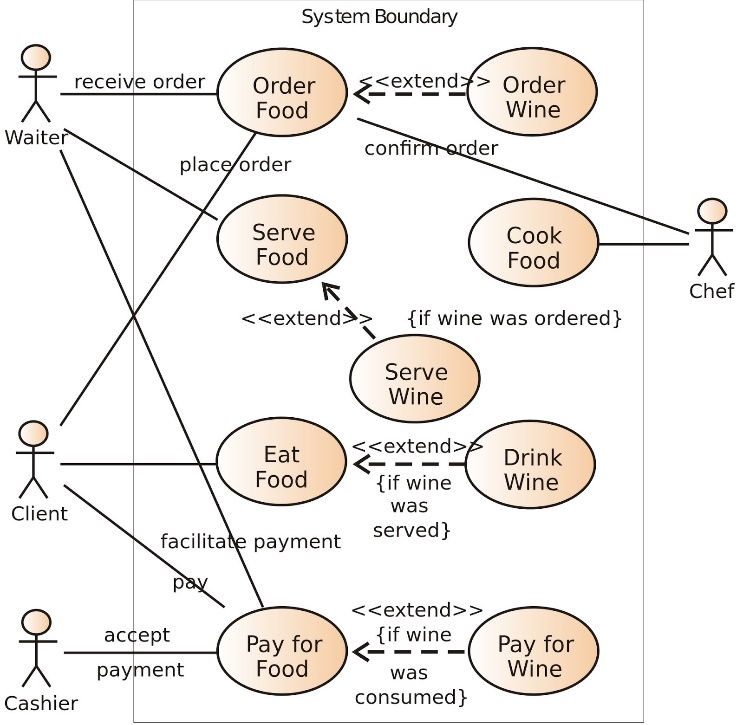 System Boundary
receive order
Order
Food
<<extend>>
Order
Wine
Waiter
place order
confirm order
Serve
Food
Cook
Food
Chef
<<extend>>
{if wine was ordered}
Serve
Wine
Client
Eat
Food
<<extend>>
{if wine
was
served}
Drink
Wine
facilitate payment
pay
accept
payment
Cashier
Pay for
Food
<<extend>>
{if wine
was
consumed}
Pay for
Wine